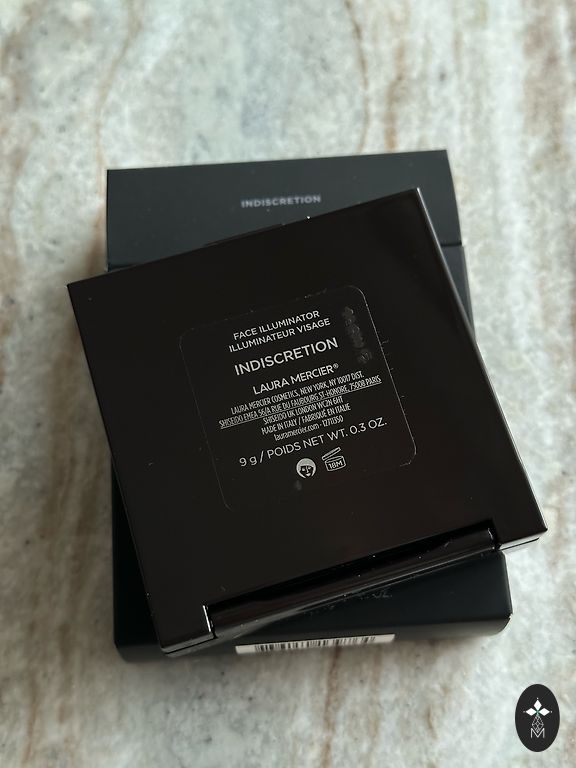 INDISCRETION
FACE ILLUMINATOR
ILLUMINATEUR VISAGE
INDISCRETION
LAURA MERCIER®
LAURA MERCIER COSMETICS, NEW YORK, NY 10017 DIST.
SHISEIDO EMEA 56/A RUE DU FAUBOURG ST-HONORE, 75008 PARIS
SHISEIDO UK LONDON WC2N 6HT
MADE IN ITALY / FABRIQUÉ EN ITALIE
lauramercier.com - 12711350
9 g / POIDS NET WT. 0.3 OZ.
18M
M